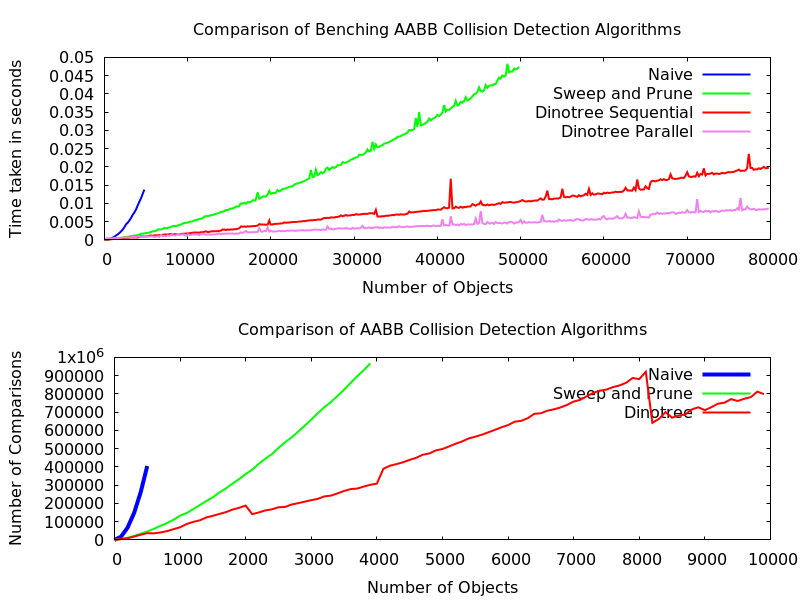 Comparison of Benching AABB Collision Detection Algorithms
Time taken in seconds
0.05
0.045
0.04
0.035
0.03
0.025
0.02
0.015
0.01
0.005
0
Naive
Sweep and Prune
Dinotree Sequential
Dinotree Parallel
0 10000 20000 30000 40000 50000 60000 70000 80000
Number of Objects
Comparison of AABB Collision Detection Algorithms
Number of Comparisons
1x10⁶
900000
800000
700000
600000
500000
400000
300000
200000
100000
0
Naive
Sweep and Prune
Dinotree
0 1000 2000 3000 4000 5000 6000 7000 8000 9000 10000
Number of Objects